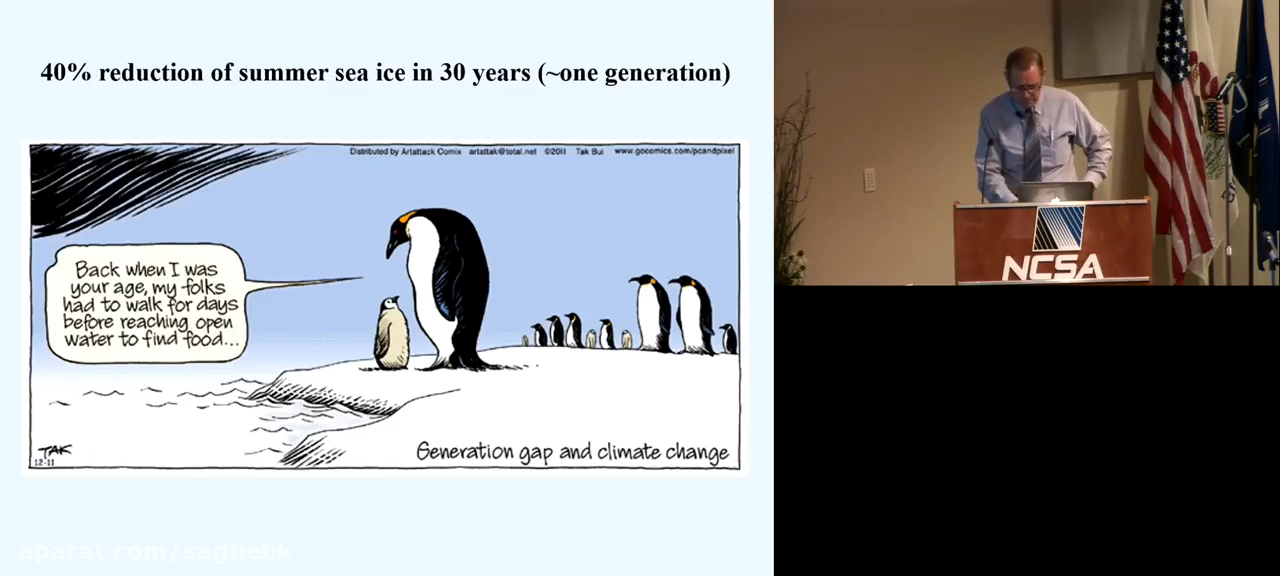 40% reduction of summer sea ice in 30 years (~one generation)
Distributed by Artattack Comix artattak@total.net ©2011 Tak Bui www.gocomics.com/pcandpixel
Back when I was
your age, my folks
had to walk for days
before reaching open
water to find food...
TAK
12-11
Generation gap and climate change
NCSA
aparat.com/saghebk